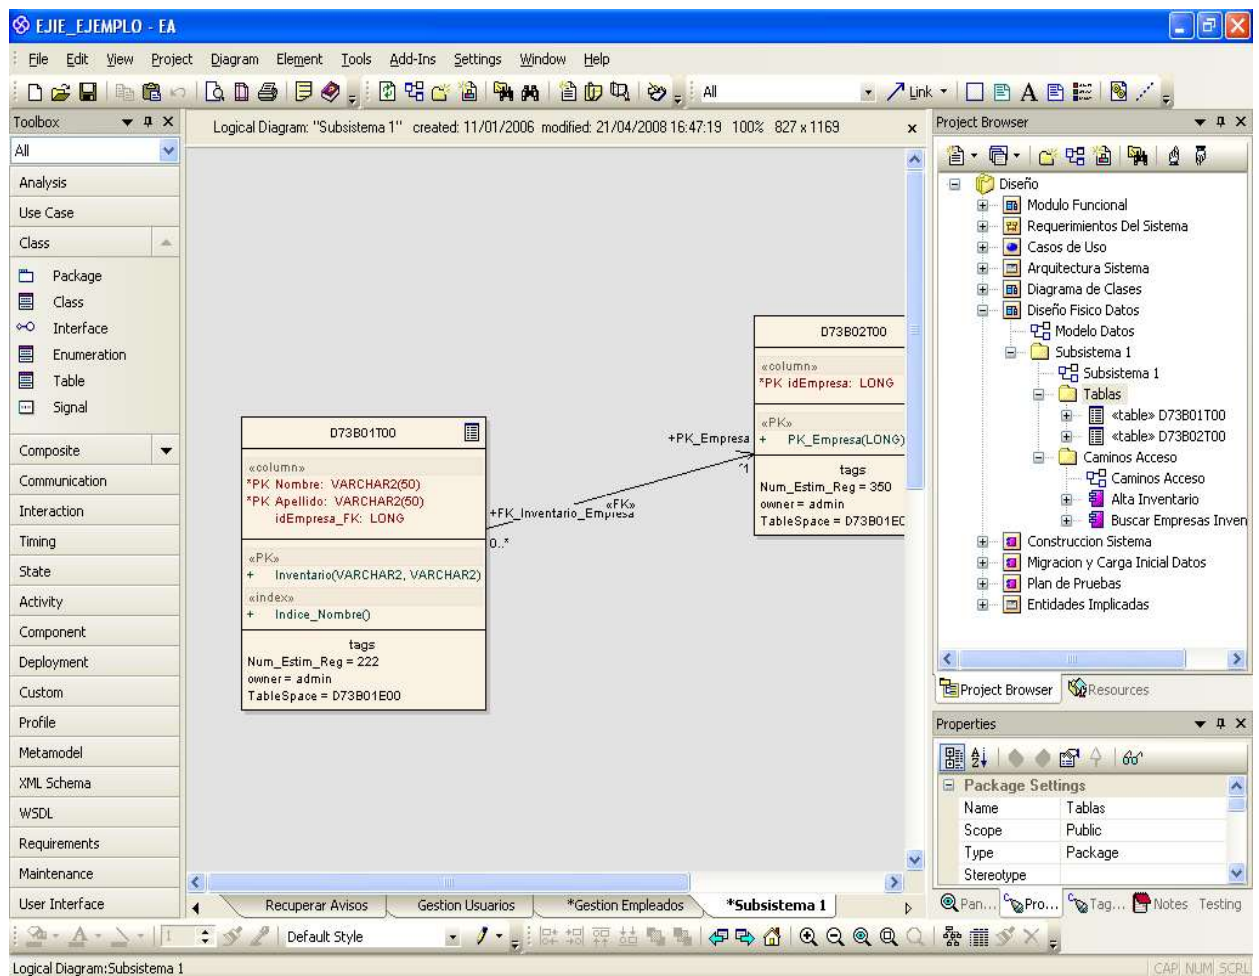 EJIE_EJEMPLO - EA
File Edit View Project Diagram Element Tools Add-Ins Settings Window Help
All
Link
Toolbox
All
Analysis
Use Case
Class
Package
Class
Interface
Enumeration
Table
Signal
Composite
Communication
Interaction
Timing
State
Activity
Component
Deployment
Custom
Profile
Metamodel
XML Schema
WSDL
Requirements
Maintenance
User Interface
Logical Diagram: "Subsistema 1" created: 11/01/2006 modified: 21/04/2008 16:47:19 100% 827 x 1169
D73B01T00
«column»
*PK Nombre: VARCHAR2(50)
*PK Apellido: VARCHAR2(50)
idEmpresa_FK: LONG
«PK»
+ Inventario(VARCHAR2, VARCHAR2)
«index»
+ Indice_Nombre()
tags
Num_Estim_Reg = 222
owner = admin
TableSpace = D73B01E00
+FK_Inventario_Empresa
0..*
«FK»
+PK_Empresa
1
D73B02T00
«column»
*PK idEmpresa: LONG
«PK»
+ PK_Empresa(LONG)
tags
Num_Estim_Reg = 350
owner = admin
TableSpace = D73B01EC
Recuperar Avisos
Gestion Usuarios
*Gestion Empleados
*Subsistema 1
Project Browser
Diseño
Modulo Funcional
Requerimientos Del Sistema
Casos de Uso
Arquitectura Sistema
Diagrama de Clases
Diseño Fisico Datos
Modelo Datos
Subsistema 1
Subsistema 1
Tablas
«table» D73B01T00
«table» D73B02T00
Caminos Acceso
Caminos Acceso
Alta Inventario
Buscar Empresas Inven
Construccion Sistema
Migracion y Carga Inicial Datos
Plan de Pruebas
Entidades Implicadas
Project Browser
Resources
Properties
Package Settings
Name Tablas
Scope Public
Type Package
Stereotype
Pan... Pro... Tag... Notes Testing
1
Default Style
Logical Diagram:Subsistema 1
CAP NUM SCRL